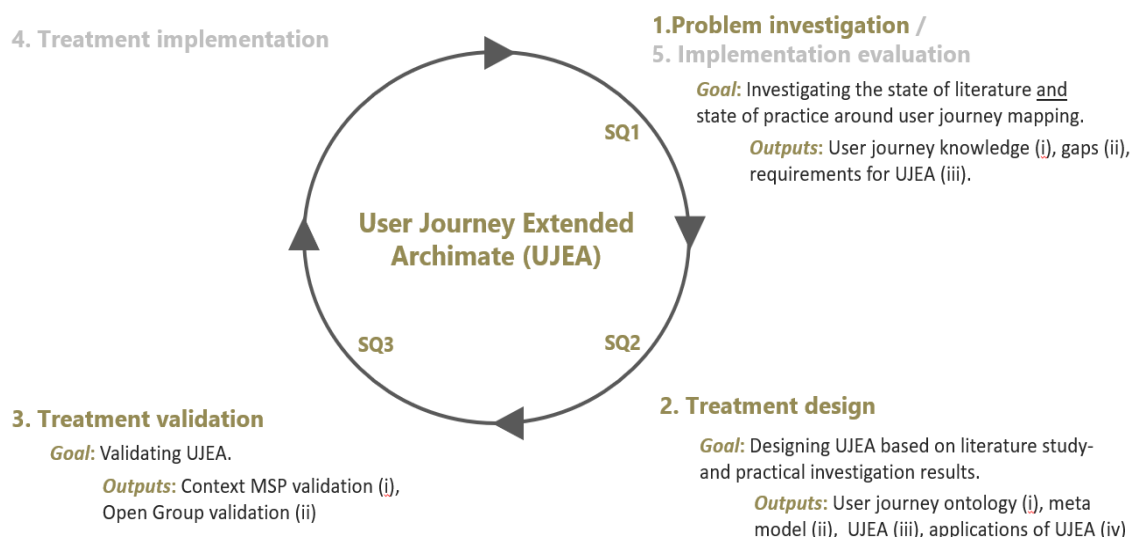 4. Treatment implementation
1.Problem investigation /
5. Implementation evaluation
Goal: Investigating the state of literature and
state of practice around user journey mapping.
Outputs: User journey knowledge (i), gaps (ii),
requirements for UJEA (iii).
SQ1
User Journey Extended
Archimate (UJEA)
SQ3
SQ2
3. Treatment validation
Goal: Validating UJEA.
Outputs: Context MSP validation (i),
Open Group validation (ii)
2. Treatment design
Goal: Designing UJEA based on literature study-
and practical investigation results.
Outputs: User journey ontology (i), meta
model (ii), UJEA (iii), applications of UJEA (iv)